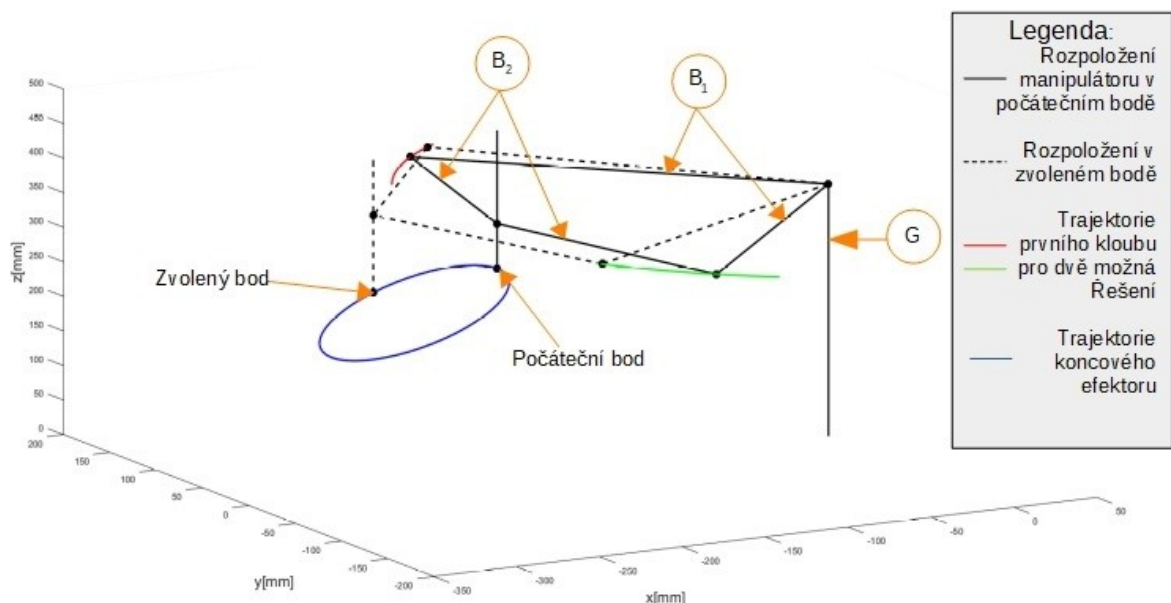 Legenda:
Rozpoložení
manipulátoru v
počátečním bodě
Rozpoložení v
zvoleném bodě
Trajektorie
prvního kloubu
pro dvě možná
Řešení
Trajektorie
koncového
efektoru
B2
B1
G
Zvolený bod
Počáteční bod
z[mm]
500
450
400
350
300
250
200
150
100
50
0
200
150
100
50
0
-50
-100
-150
-200
y[mm]
-350
-300
-250
-200
-150
-100
-50
0
50
x[mm]